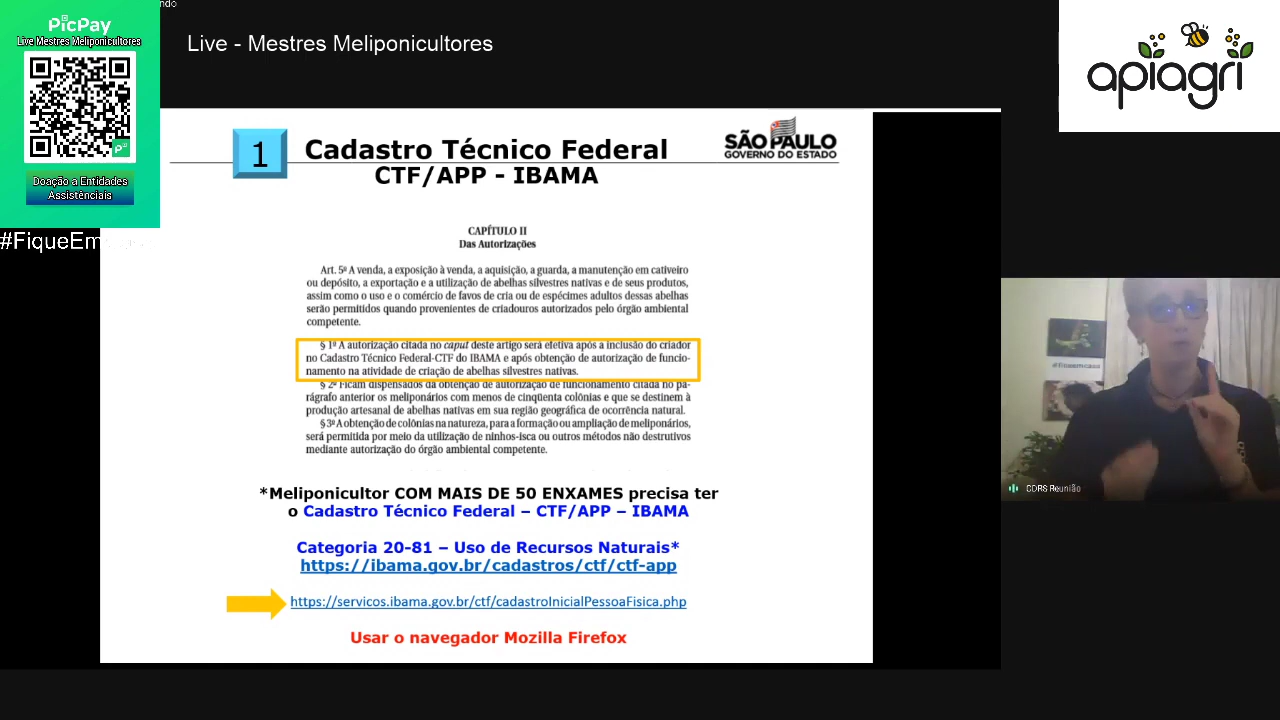 ndo
PicPay
Live Mestres Meliponicultores
Doação a Entidades
Assistênciais
#FiqueEm
Live - Mestres Meliponicultores
apiagri
1
Cadastro Técnico Federal
CTF/APP - IBAMA
SÃO PAULO
GOVERNO DO ESTADO
CAPÍTULO II
Das Autorizações
Art. 5º A venda, a exposição à venda, a aquisição, a guarda, a manutenção em cativeiro
ou depósito, a exportação e a utilização de abelhas silvestres nativas e de seus produtos,
assim como o uso e o comércio de favos de cria ou de espécimes adultos dessas abelhas
serão permitidos quando provenientes de criadouros autorizados pelo órgão ambiental
competente.
§ 1º A autorização citada no caput deste artigo será efetiva após a inclusão do criador
no Cadastro Técnico Federal-CTF do IBAMA e após obtenção de autorização de funcio-
namento na atividade de criação de abelhas silvestres nativas.
§ 2º Ficam dispensados da obtenção de autorização de funcionamento citada no pa-
rágrafo anterior os meliponários com menos de cinqüenta colônias e que se destinem à
produção artesanal de abelhas nativas em sua região geográfica de ocorrência natural.
§ 3º A obtenção de colônias na natureza, para a formação ou ampliação de meliponários,
será permitida por meio da utilização de ninhos-isca ou outros métodos não destrutivos
mediante autorização do órgão ambiental competente.
*Meliponicultor COM MAIS DE 50 ENXAMES precisa ter
o Cadastro Técnico Federal – CTF/APP – IBAMA
Categoria 20-81 – Uso de Recursos Naturais*
https://ibama.gov.br/cadastros/ctf/ctf-app
https://servicos.ibama.gov.br/ctf/cadastroInicialPessoaFisica.php
Usar o navegador Mozilla Firefox
#fiqueemcasa
CDRS Reunião